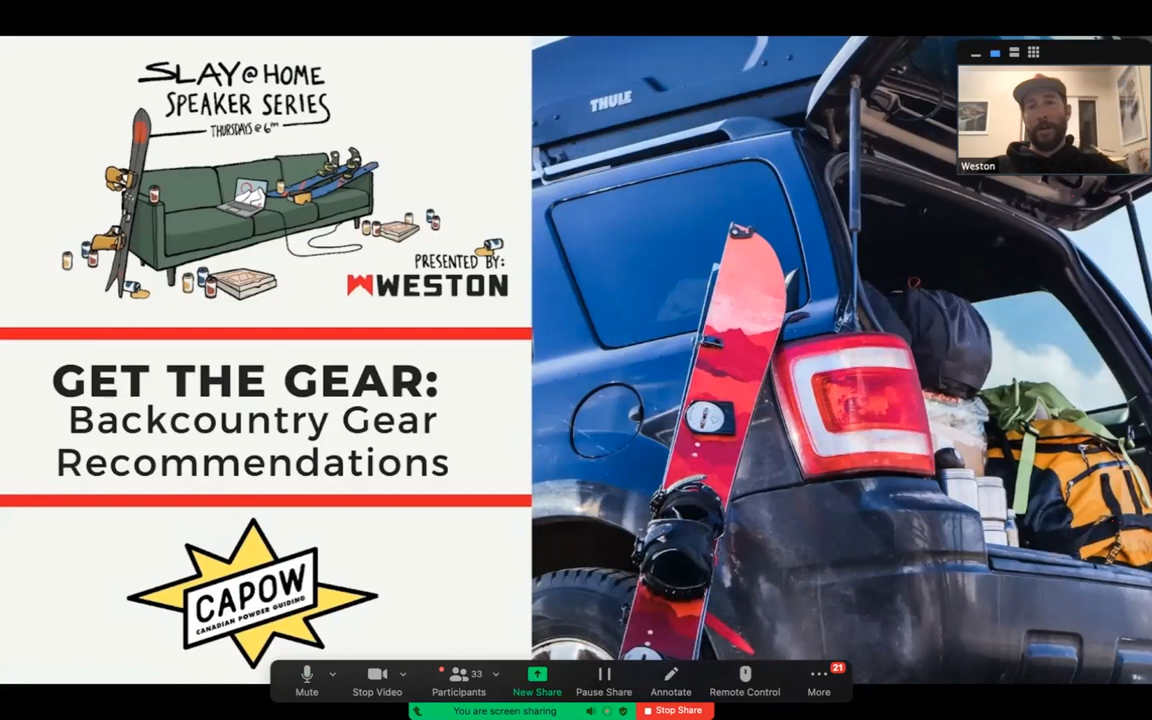 SLAY@HOME
SPEAKER SERIES
THURSDAYS @ 6PM
PRESENTED BY:
WESTON
GET THE GEAR:
Backcountry Gear
Recommendations
CAPOW
CANADIAN POWDER GUIDING
THULE
Weston
Mute
Stop Video
33
Participants
New Share
Pause Share
Annotate
Remote Control
21
More
You are screen sharing
Stop Share